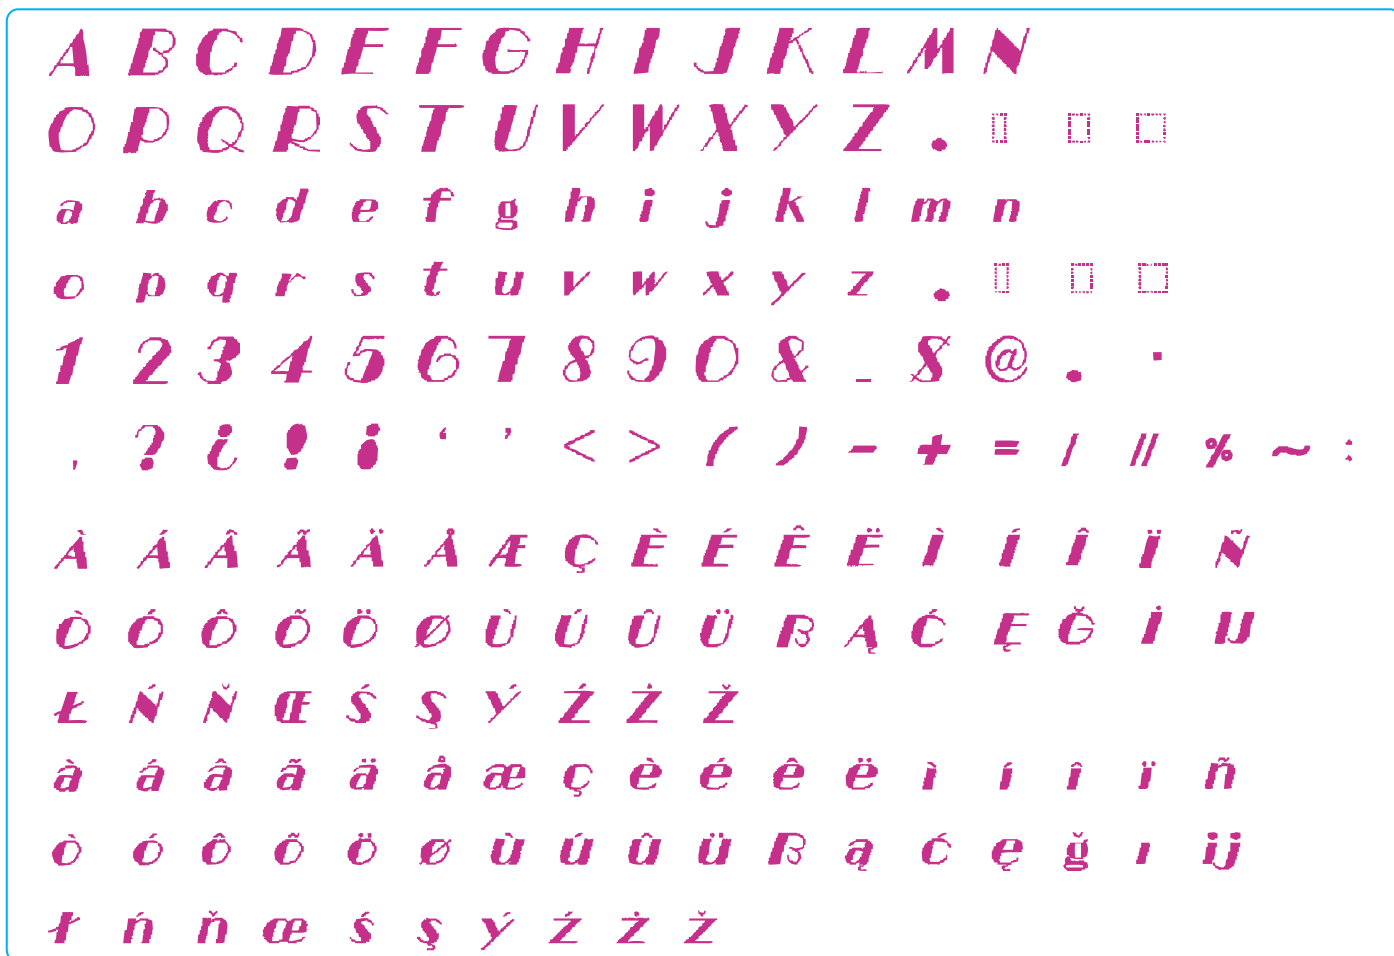 A B C D E F G H I J K L M N
O P Q R S T U V W X Y Z .
a b c d e f g h i j k l m n
o p q r s t u v w x y z .
1 2 3 4 5 6 7 8 9 0 & _ $ @ . ·
, ? ¿ ! ¡ ‘ ’ < > ( ) - + = / // % ~ :
À Á Â Ã Ä Å Æ Ç È É Ê Ë Ì Í Î Ï Ñ
Ò Ó Ô Õ Ö Ø Ù Ú Û Ü ß Ą Ć Ę Ğ İ IJ
Ł Ń Ň Œ Ś Ş Ý Ź Ż Ž
à á â ã ä å æ ç è é ê ë ì í î ï ñ
ò ó ô õ ö ø ù ú û ü ß ą ć ę ğ ı ij
ł ń ň œ ś ş ý ź ż ž